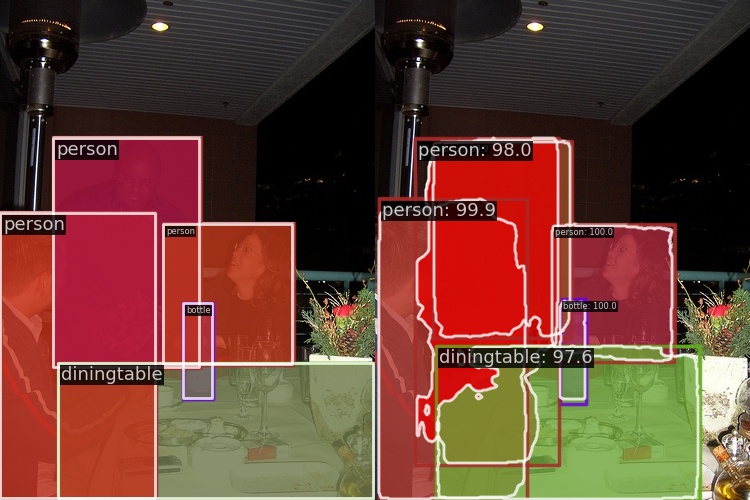 person
person
person
bottle
diningtable
person: 98.0
person: 99.9
person: 100.0
bottle: 100.0
diningtable: 97.6